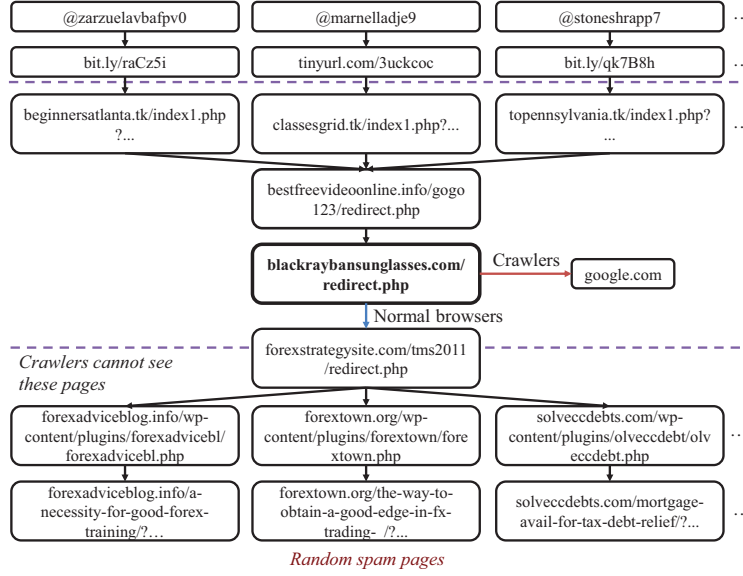 @zarzuelavbafpv0
@marnelladje9
@stoneshrapp7
...
bit.ly/raCz5i
tinyurl.com/3uckcoc
bit.ly/qk7B8h
...
beginnersatlanta.tk/index1.php
?...
classesgrid.tk/index1.php?...
topennsylvania.tk/index1.php?
...
...
bestfreevideoonline.info/gogo
123/redirect.php
blackraybansunglasses.com/
redirect.php
Crawlers
google.com
Normal browsers
forexstrategysite.com/tms2011
/redirect.php
Crawlers cannot see
these pages
forexadviceblog.info/wp-
content/plugins/forexadvicebl/
forexadvicebl.php
forextown.org/wp-
content/plugins/forextown/fore
xtown.php
solveccdebts.com/wp-
content/plugins/olveccdebt/olv
eccdebt.php
...
forexadviceblog.info/a-
necessity-for-good-forex-
training/?...
forextown.org/the-way-to-
obtain-a-good-edge-in-fx-
trading- /?...
solveccdebts.com/mortgage-
avail-for-tax-debt-relief/?...
...
Random spam pages